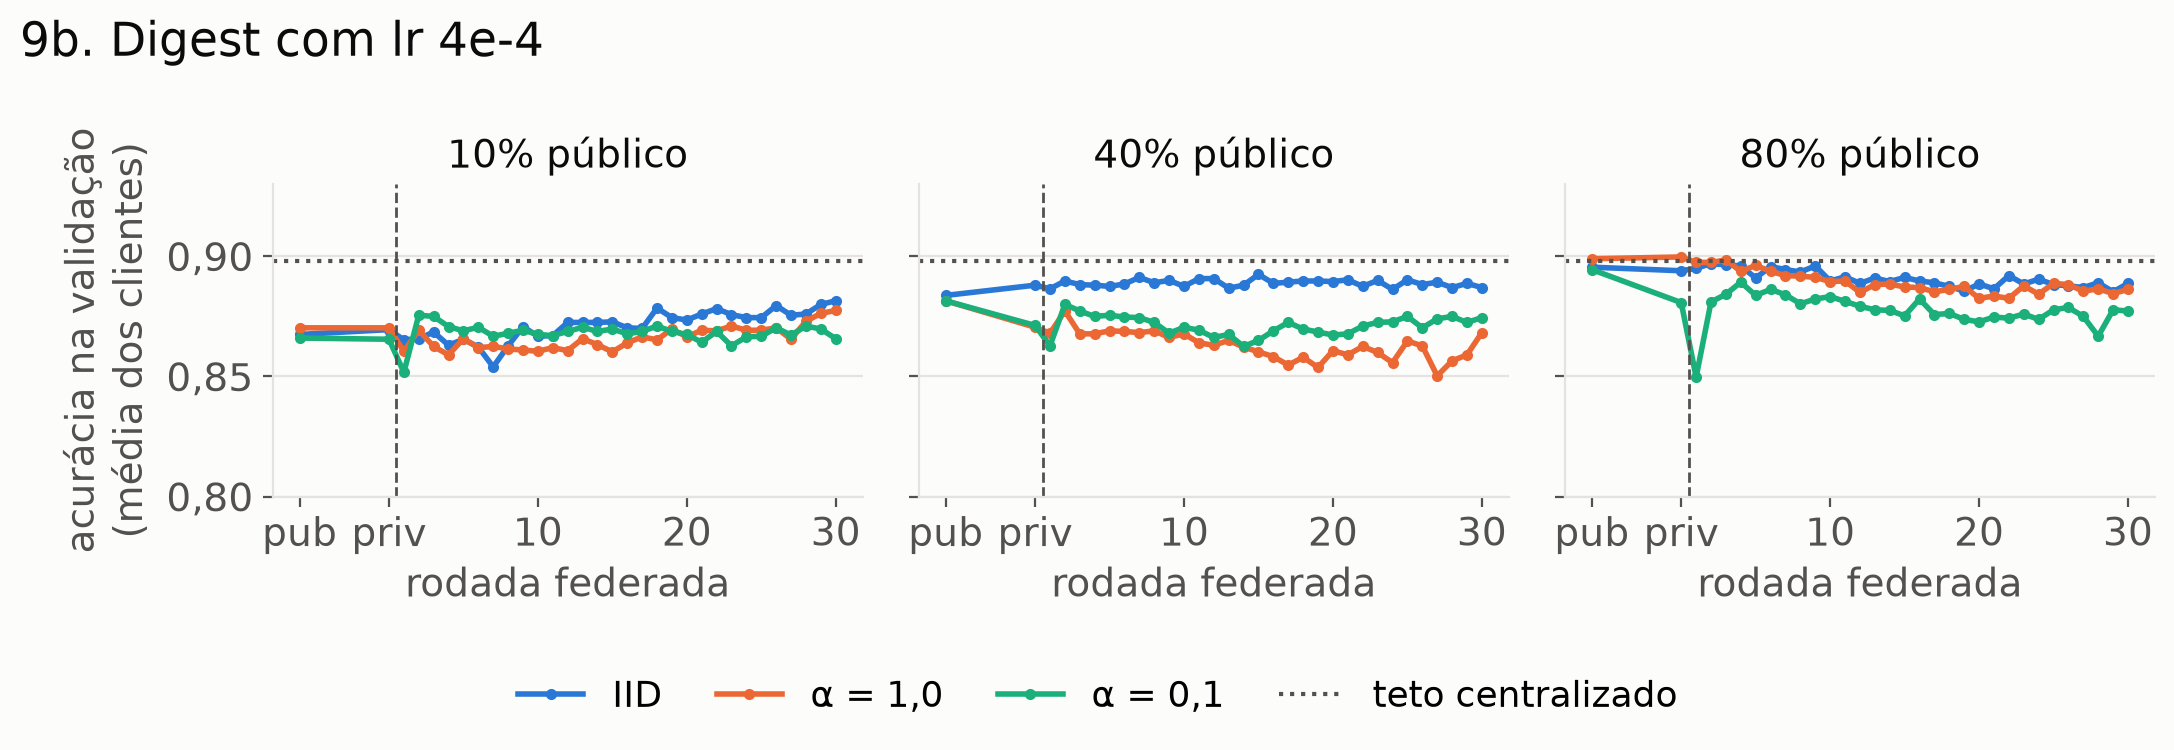 9b. Digest com lr 4e-4
10% público
40% público
80% público
acurácia na validação
(média dos clientes)
0,90
0,85
0,80
pub priv 10 20 30
pub priv 10 20 30
pub priv 10 20 30
rodada federada
rodada federada
rodada federada
IID
α = 1,0
α = 0,1
teto centralizado